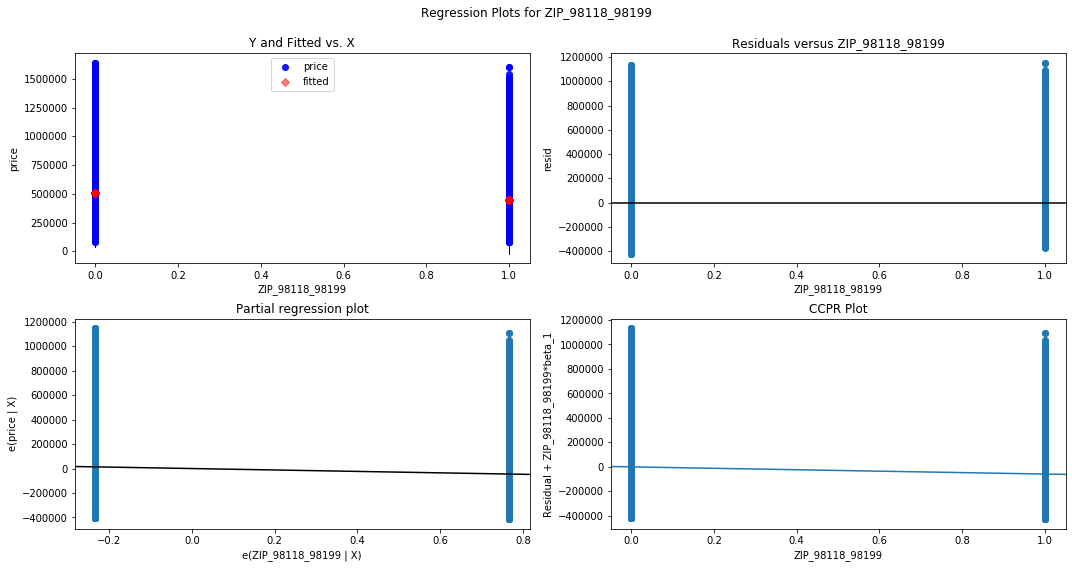 Regression Plots for ZIP_98118_98199
Y and Fitted vs. X
price
fitted
1500000
1250000
1000000
750000
500000
250000
0
price
0.0 0.2 0.4 0.6 0.8 1.0
ZIP_98118_98199
Residuals versus ZIP_98118_98199
1200000
1000000
800000
600000
400000
200000
0
−200000
−400000
resid
0.0 0.2 0.4 0.6 0.8 1.0
ZIP_98118_98199
Partial regression plot
1200000
1000000
800000
600000
400000
200000
0
−200000
−400000
e(price | X)
−0.2 0.0 0.2 0.4 0.6 0.8
e(ZIP_98118_98199 | X)
CCPR Plot
1200000
1000000
800000
600000
400000
200000
0
−200000
−400000
Residual + ZIP_98118_98199*beta_1
0.0 0.2 0.4 0.6 0.8 1.0
ZIP_98118_98199